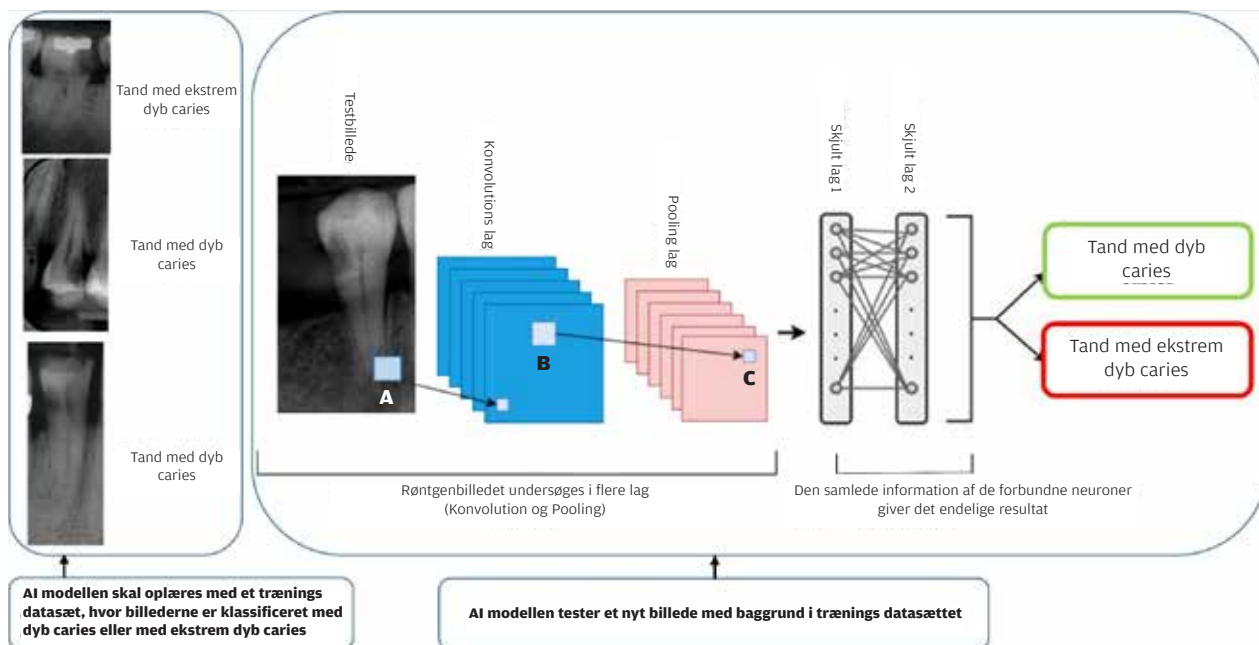 Tand med ekstrem
dyb caries
Tand med dyb
caries
Tand med dyb
caries
AI modellen skal oplæres med et trænings
datasæt, hvor billederne er klassificeret med
dyb caries eller med ekstrem dyb caries
Testbillede
Konvolutions lag
Pooling lag
Skjult lag 1
Skjult lag 2
A
B
C
Tand med dyb
caries
Tand med ekstrem
dyb caries
Røntgenbilledet undersøges i flere lag
(Konvolution og Pooling)
Den samlede information af de forbundne neuroner
giver det endelige resultat
AI modellen tester et nyt billede med baggrund i trænings datasættet